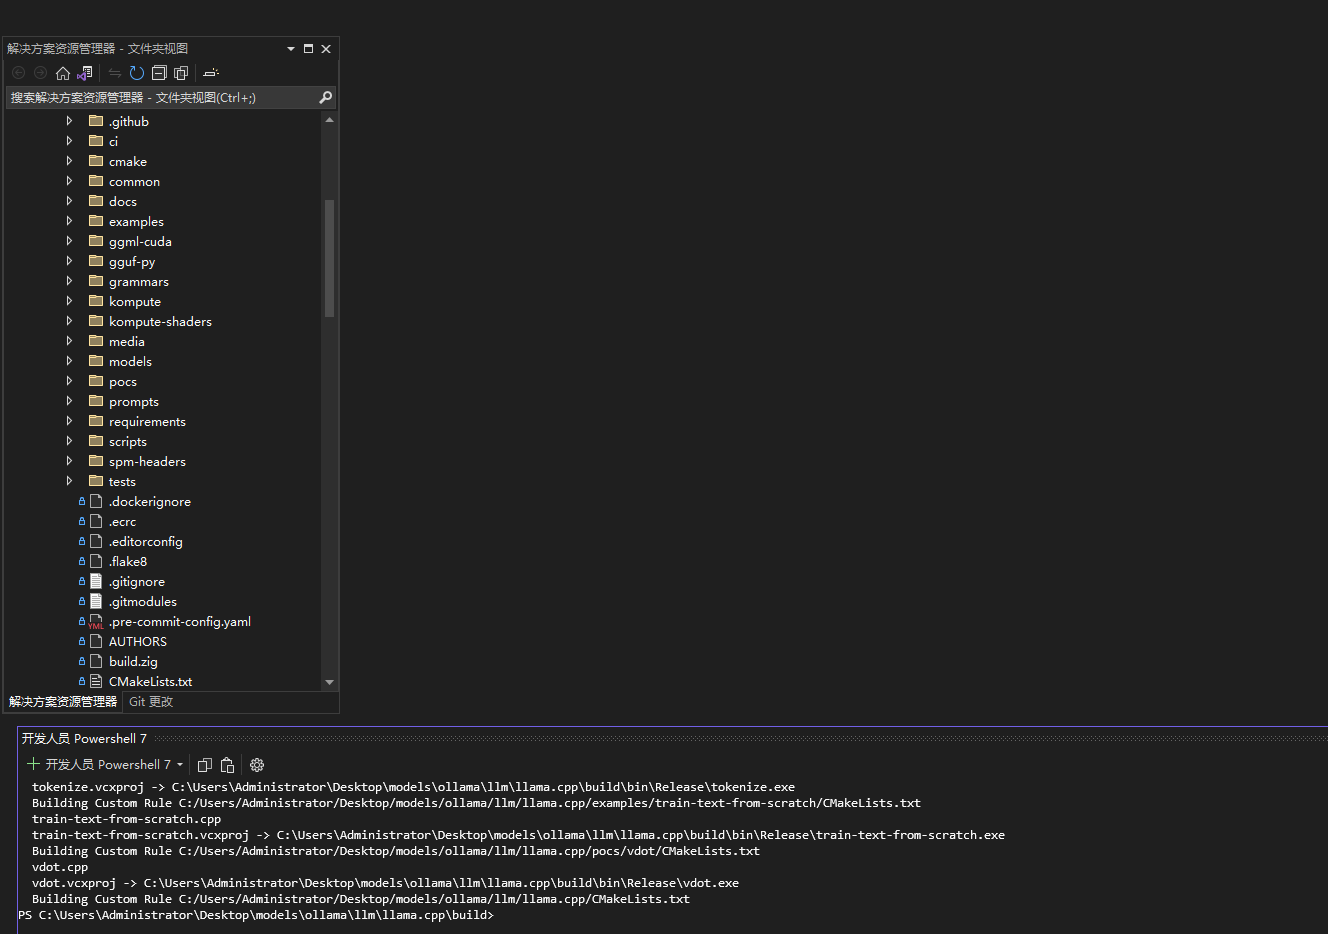 解决方案资源管理器 - 文件夹视图
搜索解决方案资源管理器 - 文件夹视图(Ctrl+;)
.github
ci
cmake
common
docs
examples
ggml-cuda
gguf-py
grammars
kompute
kompute-shaders
media
models
pocs
prompts
requirements
scripts
spm-headers
tests
.dockerignore
.ecrc
.editorconfig
.flake8
.gitignore
.gitmodules
YML .pre-commit-config.yaml
AUTHORS
build.zig
CMakeLists.txt
解决方案资源管理器 Git 更改
开发人员 Powershell 7
开发人员 Powershell 7
tokenize.vcxproj -> C:\Users\Administrator\Desktop\models\ollama\llm\llama.cpp\build\bin\Release\tokenize.exe
Building Custom Rule C:/Users/Administrator/Desktop/models/ollama/llm/llama.cpp/examples/train-text-from-scratch/CMakeLists.txt
train-text-from-scratch.cpp
train-text-from-scratch.vcxproj -> C:\Users\Administrator\Desktop\models\ollama\llm\llama.cpp\build\bin\Release\train-text-from-scratch.exe
Building Custom Rule C:/Users/Administrator/Desktop/models/ollama/llm/llama.cpp/pocs/vdot/CMakeLists.txt
vdot.cpp
vdot.vcxproj -> C:\Users\Administrator\Desktop\models\ollama\llm\llama.cpp\build\bin\Release\vdot.exe
Building Custom Rule C:/Users/Administrator/Desktop/models/ollama/llm/llama.cpp/CMakeLists.txt
PS C:\Users\Administrator\Desktop\models\ollama\llm\llama.cpp\build>